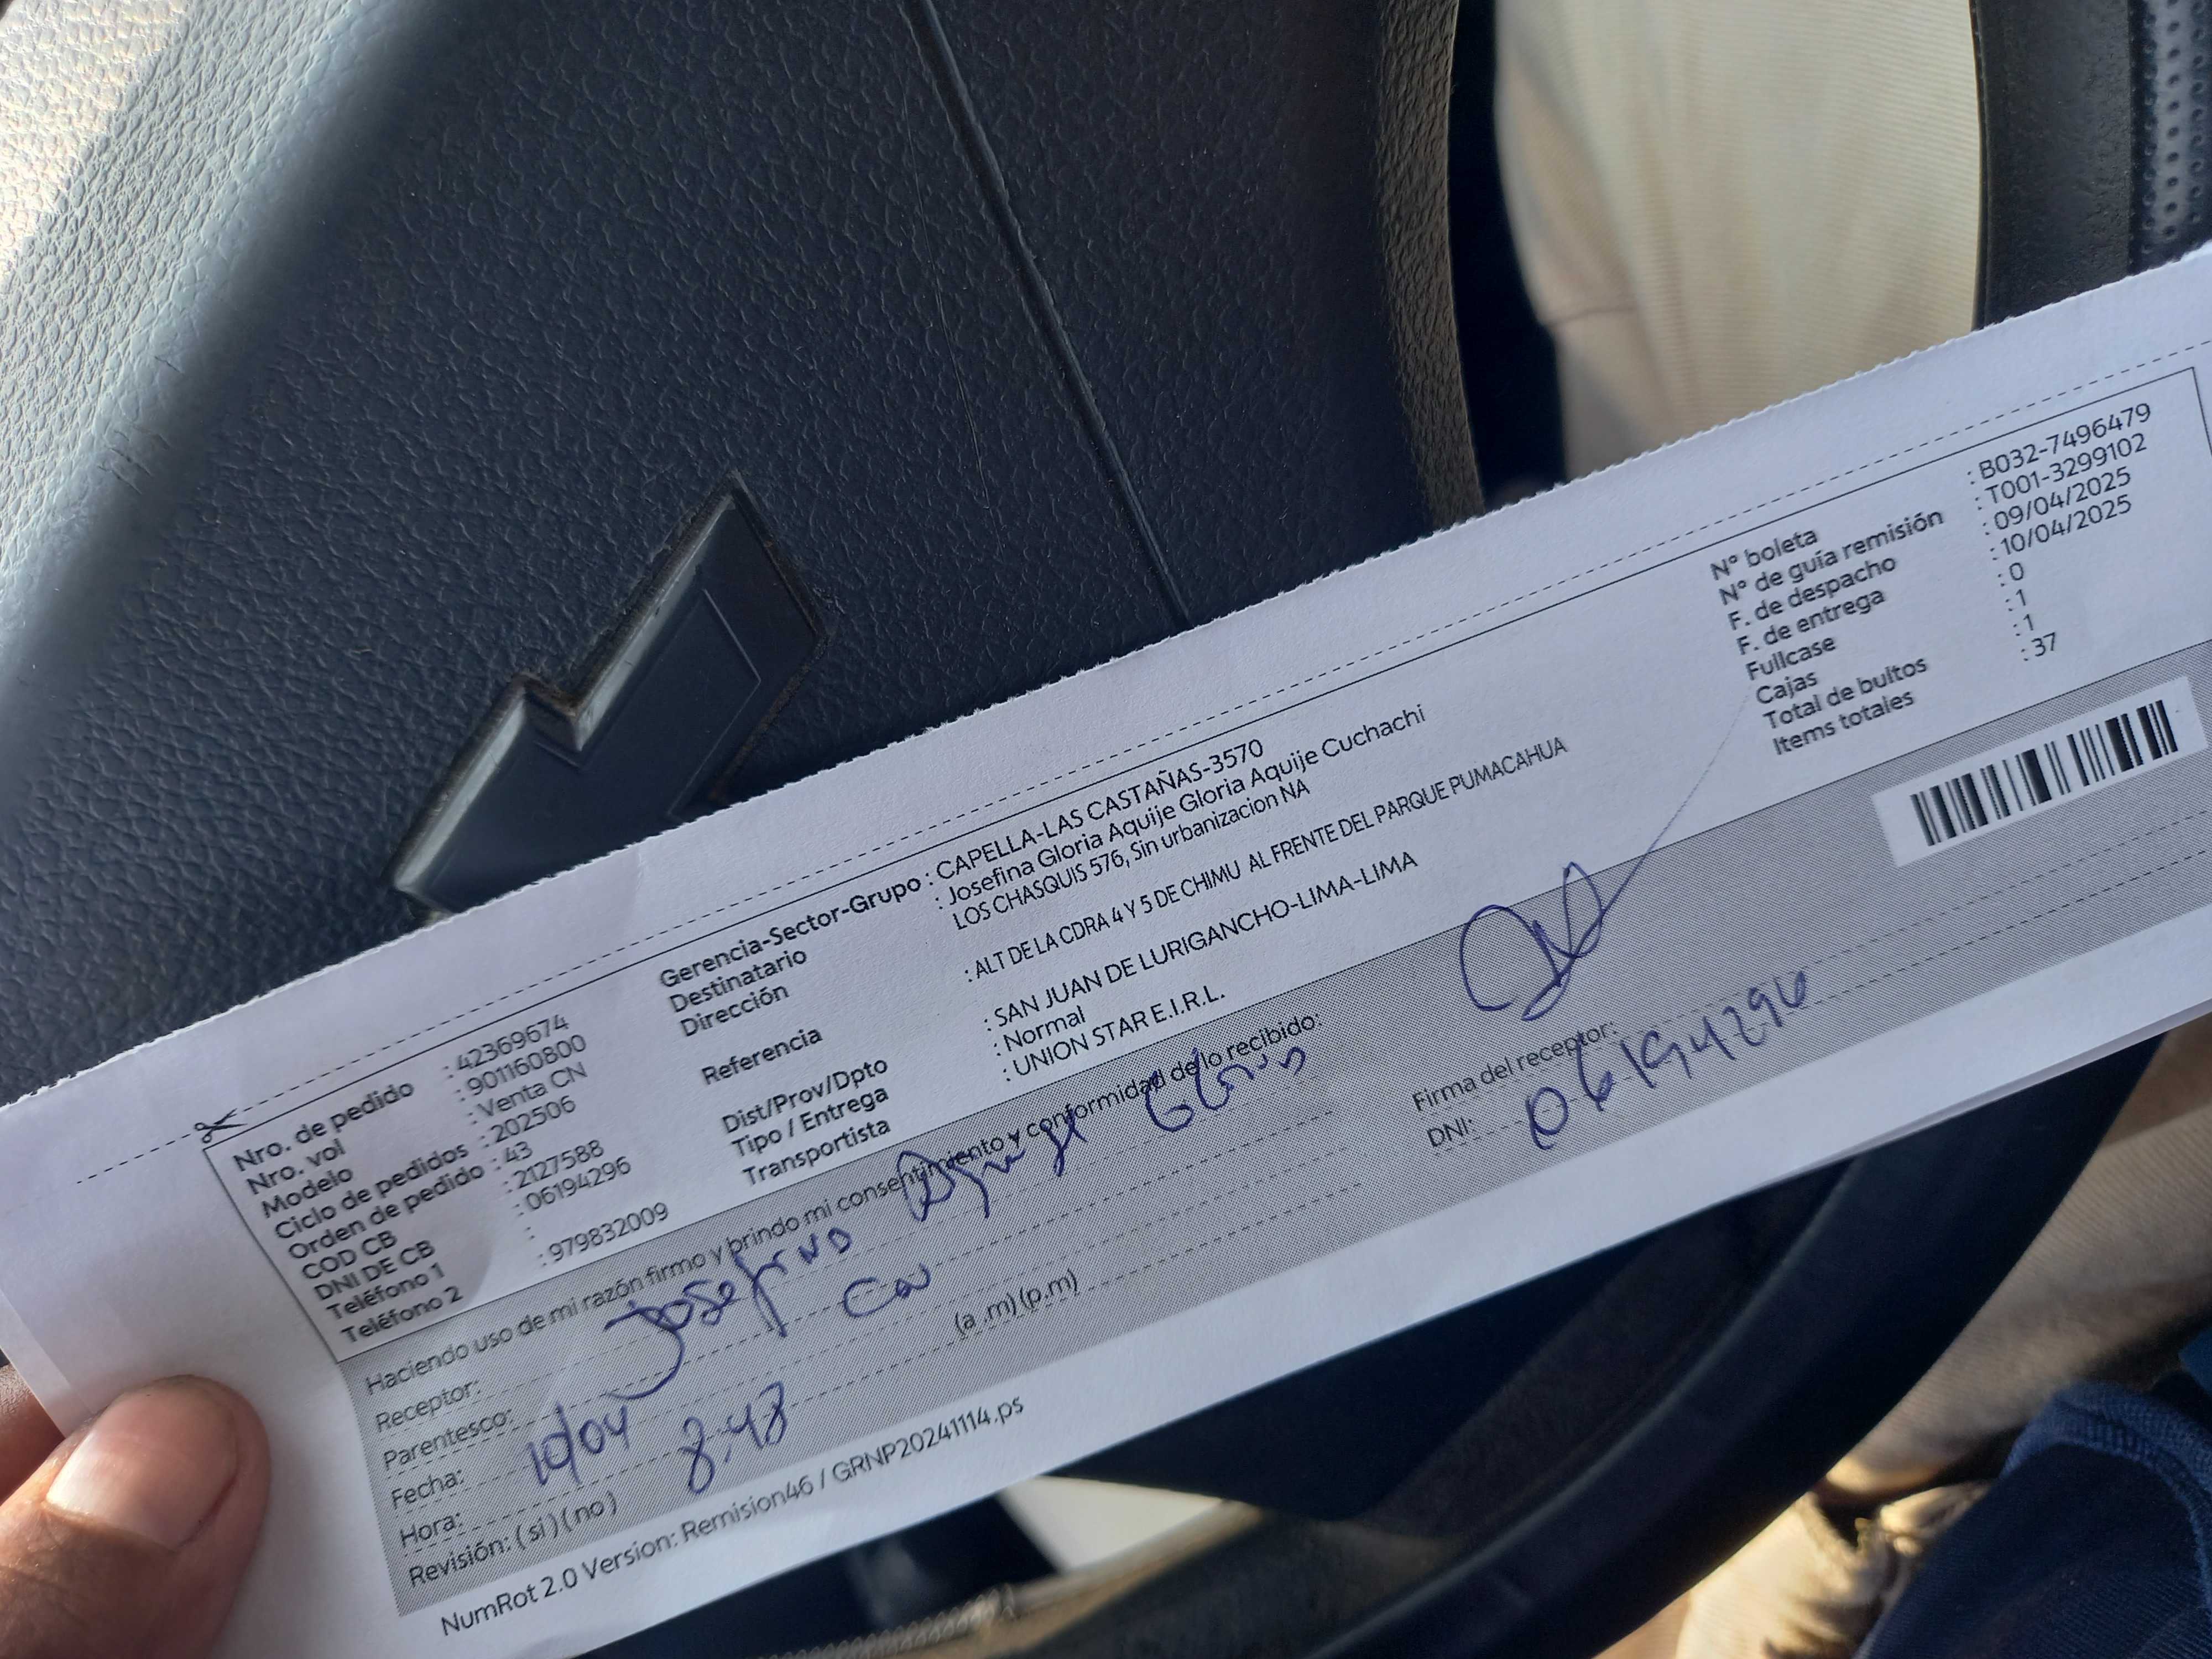 Nro. de pedido : 42369674
Nro. vol : 901160800
Modelo : Venta CN
Ciclo de pedidos : 202506
Orden de pedido : 43
COD CB : 2127588
DNI DE CB : 06194296
Teléfono 1 :
Teléfono 2 : 979832009
Gerencia-Sector-Grupo : CAPELLA-LAS CASTAÑAS-3570
Destinatario : Josefina Gloria Aquije Gloria Aquije Cuchachi
Dirección LOS CHASQUIS 576, Sin urbanizacion NA
Referencia : ALT DE LA CDRA 4 Y 5 DE CHIMU AL FRENTE DEL PARQUE PUMACAHUA
Dist/Prov/Dpto : SAN JUAN DE LURIGANCHO-LIMA-LIMA
Tipo / Entrega : Normal
Transportista : UNION STAR E.I.R.L.
N° boleta : B032-7496479
N° de guía remisión : T001-3299102
F. de despacho : 09/04/2025
F. de entrega : 10/04/2025
Fullcase : 0
Cajas : 1
Total de bultos : 1
Items totales : 37
Haciendo uso de mi razón firmo y brindo mi consentimiento y conformidad de lo recibido:
Receptor: Josefina Aquije Gloria
Parentesco:
Fecha: 10/04
Hora: 8:48 (a .m) (p.m)
Revisión: ( si ) ( no )
Firma del receptor:
DNI: 06194296
NumRot 2.0 Version: Remision46 / GRNP20241114.ps